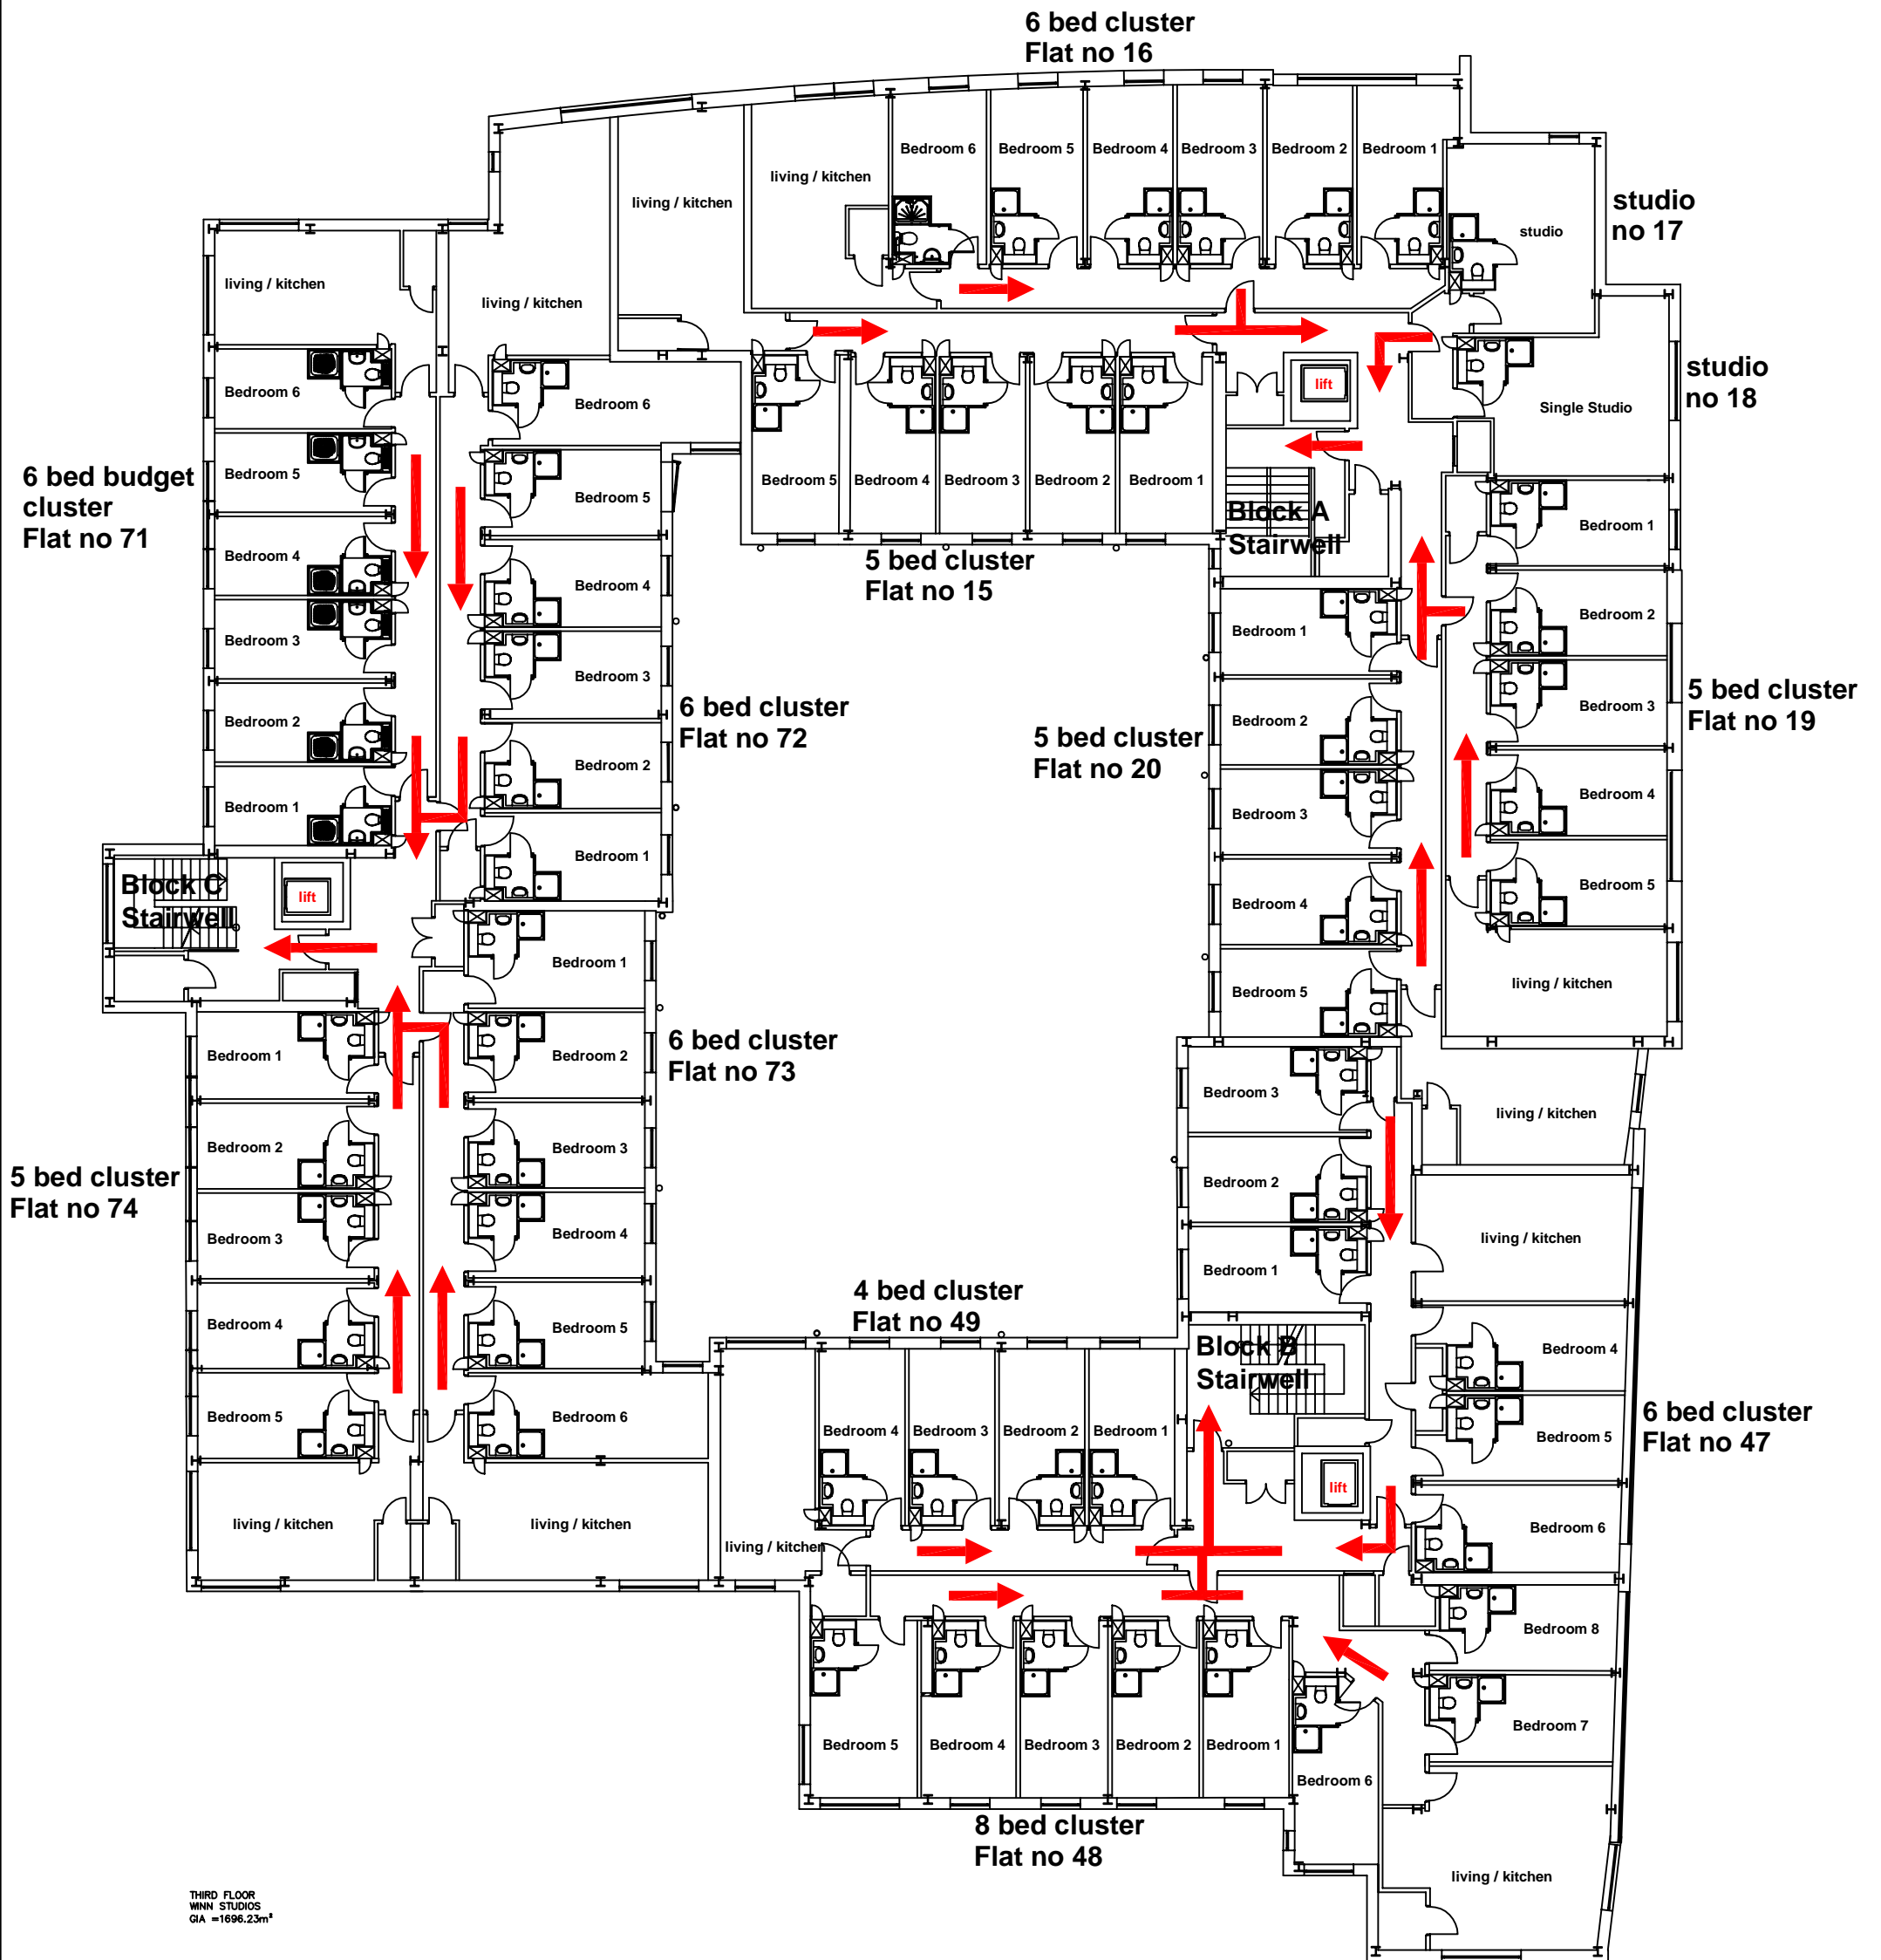 6 bed cluster
Flat no 16
Bedroom 6
Bedroom 5
Bedroom 4
Bedroom 3
Bedroom 2
Bedroom 1
living / kitchen
living / kitchen
studio
no 17
studio
living / kitchen
living / kitchen
lift
studio
no 18
Single Studio
Bedroom 6
Bedroom 6
6 bed budget
cluster
Flat no 71
Bedroom 5
Bedroom 5
Bedroom 5
Bedroom 4
Bedroom 3
Bedroom 2
Bedroom 1
Block A
Stairwell
Bedroom 1
5 bed cluster
Flat no 15
Bedroom 4
Bedroom 4
Bedroom 2
Bedroom 3
Bedroom 3
Bedroom 1
6 bed cluster
Flat no 72
5 bed cluster
Flat no 20
Bedroom 3
5 bed cluster
Flat no 19
Bedroom 2
Bedroom 2
Bedroom 2
Bedroom 4
Bedroom 1
Bedroom 1
Bedroom 3
Block C
Stairwell
lift
Bedroom 4
Bedroom 5
Bedroom 1
Bedroom 5
living / kitchen
Bedroom 1
Bedroom 2
6 bed cluster
Flat no 73
Bedroom 3
living / kitchen
5 bed cluster
Flat no 74
Bedroom 2
Bedroom 3
Bedroom 2
Bedroom 3
Bedroom 4
living / kitchen
Bedroom 1
4 bed cluster
Flat no 49
Bedroom 4
Bedroom 5
Block B
Stairwell
Bedroom 4
Bedroom 5
Bedroom 6
Bedroom 4
Bedroom 3
Bedroom 2
Bedroom 1
6 bed cluster
Flat no 47
Bedroom 5
lift
living / kitchen
living / kitchen
living / kitchen
Bedroom 6
Bedroom 8
Bedroom 7
Bedroom 5
Bedroom 4
Bedroom 3
Bedroom 2
Bedroom 1
Bedroom 6
8 bed cluster
Flat no 48
living / kitchen
THIRD FLOOR
WINN STUDIOS
GIA =1696.23m²